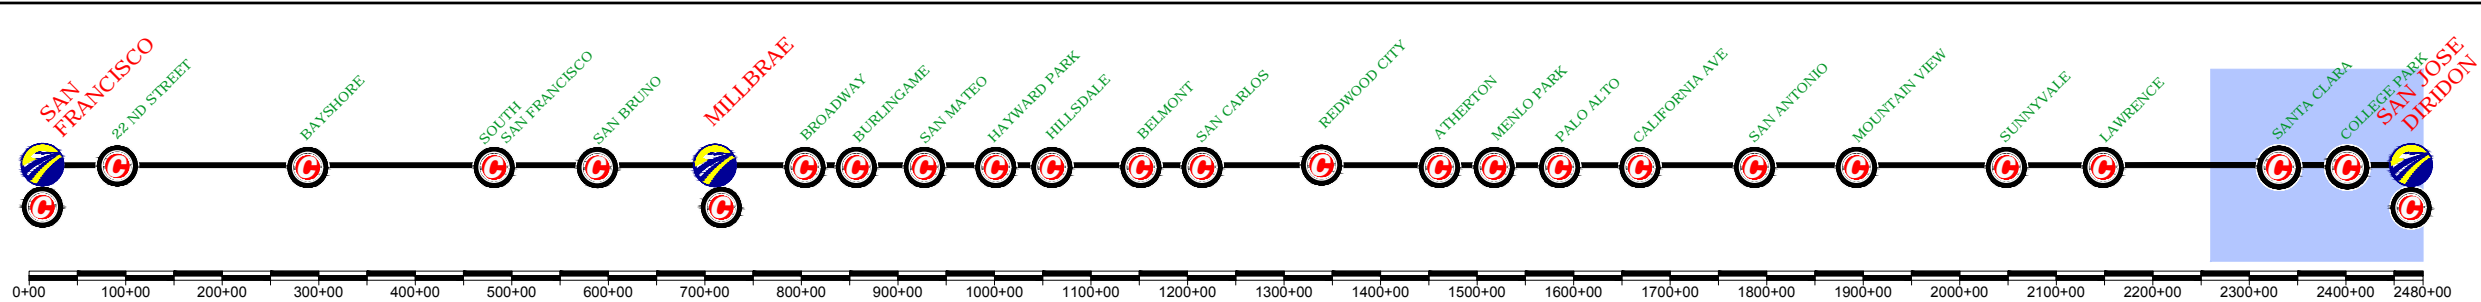 SAN
FRANCISCO
22 ND STREET
BAYSHORE
SOUTH
SAN FRANCISCO
SAN BRUNO
MILLBRAE
BROADWAY
BURLINGAME
SAN MATEO
HAYWARD PARK
HILLSDALE
BELMONT
SAN CARLOS
REDWOOD CITY
ATHERTON
MENLO PARK
PALO ALTO
CALIFORNIA AVE
SAN ANTONIO
MOUNTAIN VIEW
SUNNYVALE
LAWRENCE
SANTA CLARA
COLLEGE PARK
SAN JOSE
DIRIDON
C C C C C C C C C C C C C C C C C C C C C C
C C C
0+00 100+00 200+00 300+00 400+00 500+00 600+00 700+00 800+00 900+00 1000+00 1100+00 1200+00 1300+00 1400+00 1500+00 1600+00 1700+00 1800+00 1900+00 2000+00 2100+00 2200+00 2300+00 2400+00 2480+00